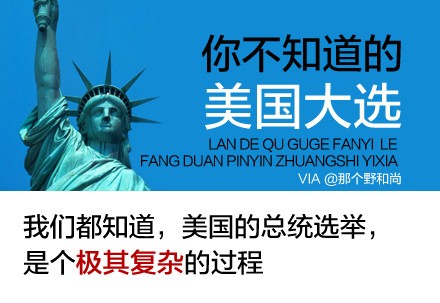 你不知道的
美国大选
LAN DE QU GUGE FANYI LE
FANG DUAN PINYIN ZHUANGSHI YIXIA
VIA @那个野和尚
我们都知道，美国的总统选举，
是个极其复杂的过程